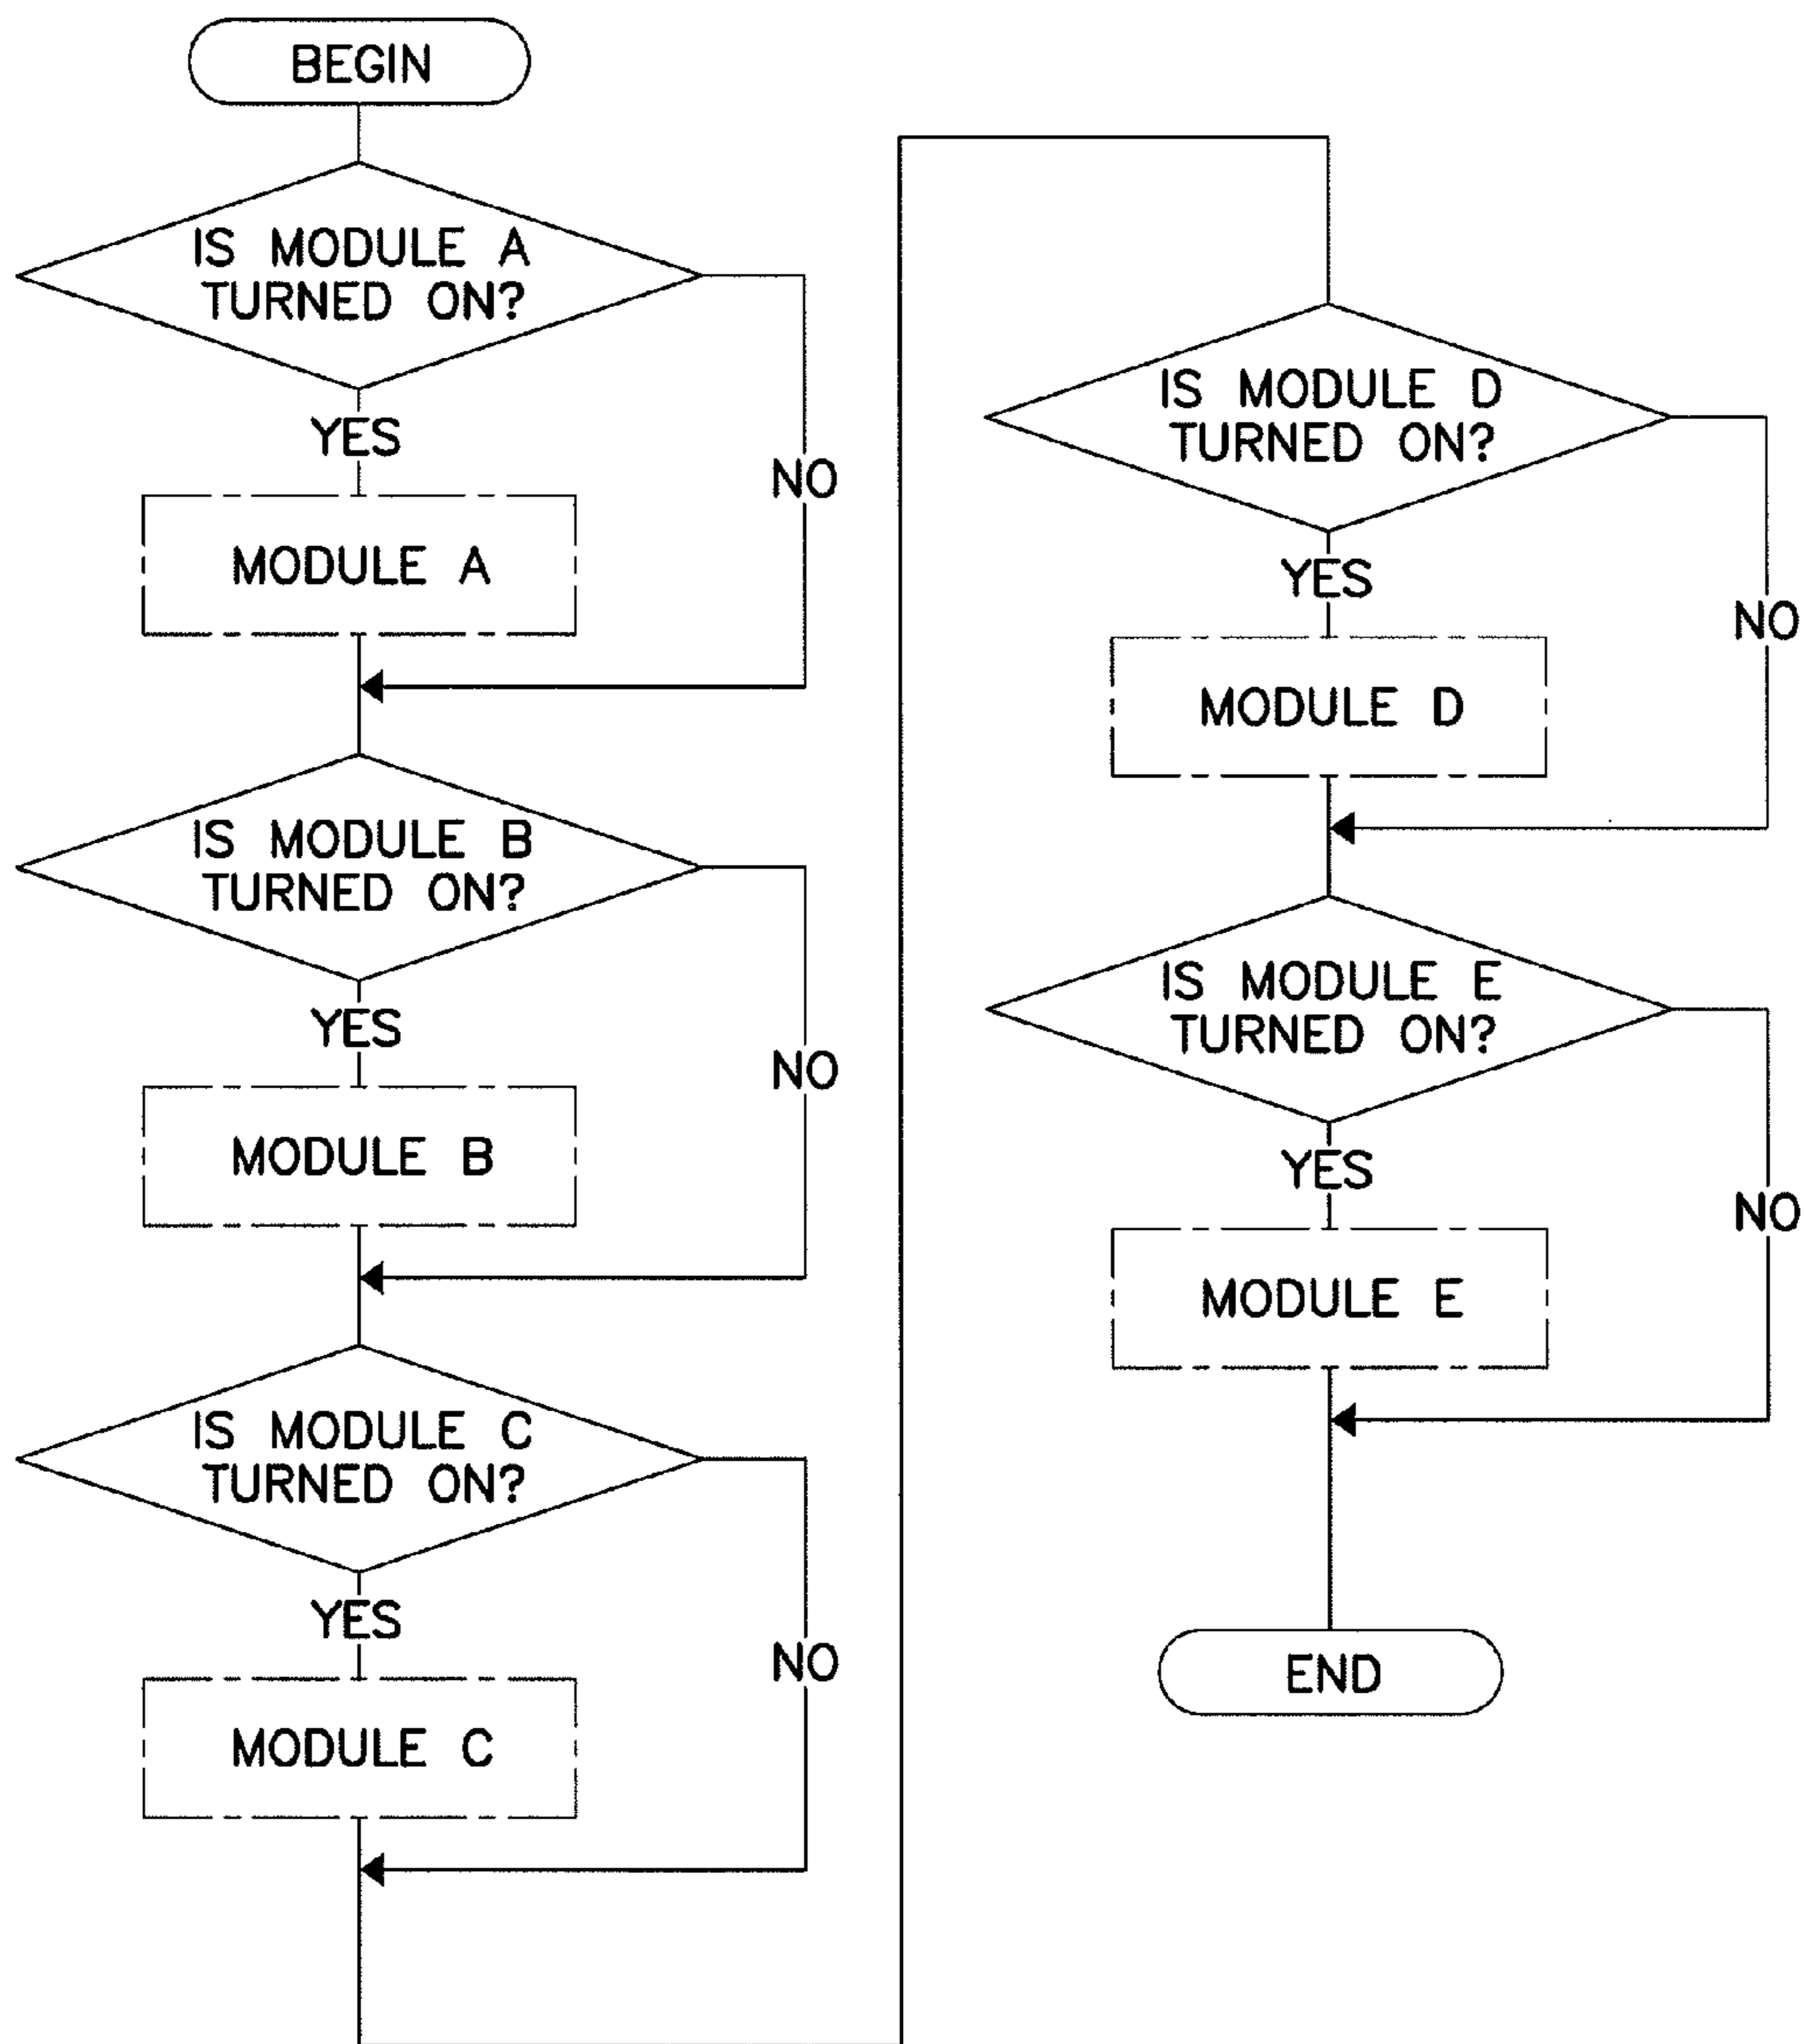 BEGIN
IS MODULE A
TURNED ON?
YES
NO
MODULE A
IS MODULE B
TURNED ON?
YES
NO
MODULE B
IS MODULE C
TURNED ON?
YES
NO
MODULE C
IS MODULE D
TURNED ON?
YES
NO
MODULE D
IS MODULE E
TURNED ON?
YES
NO
MODULE E
END